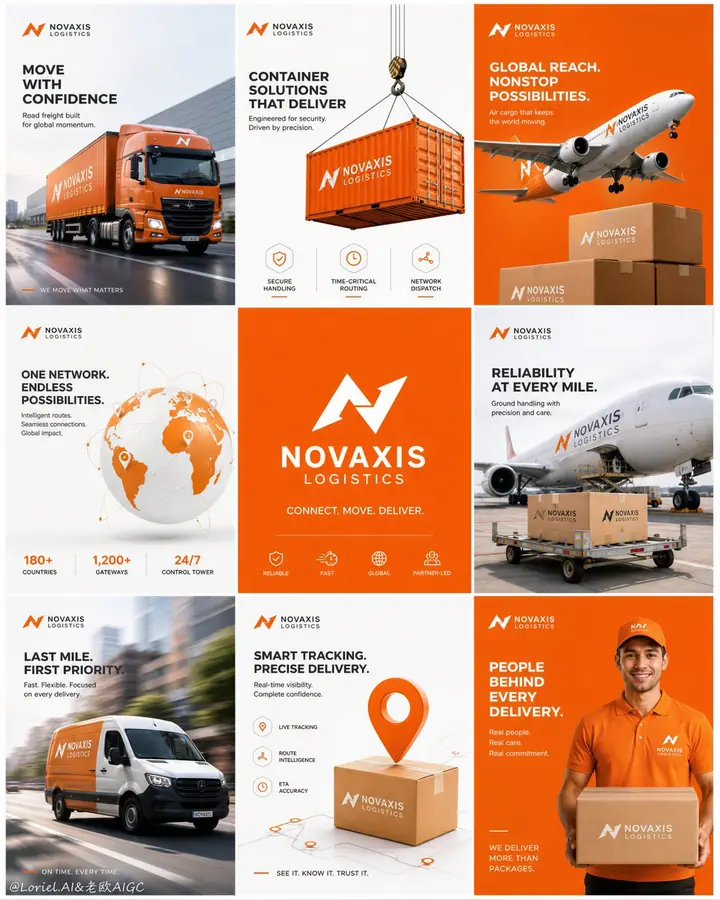 NOVAXIS
LOGISTICS
MOVE
WITH
CONFIDENCE
Road freight built
for global momentum.
NOVAXIS
LOGISTICS
NOVAXIS
WE MOVE WHAT MATTERS
NOVAXIS
LOGISTICS
CONTAINER
SOLUTIONS
THAT DELIVER
Engineered for security.
Driven by precision.
NOVAXIS
LOGISTICS
SECURE
HANDLING
TIME-CRITICAL
ROUTING
NETWORK
DISPATCH
NOVAXIS
LOGISTICS
GLOBAL REACH.
NONSTOP
POSSIBILITIES.
Air cargo that keeps
the world moving.
NOVAXIS
LOGISTICS
NOVAXIS
LOGISTICS
NOVAXIS
LOGISTICS
NOVAXIS
LOGISTICS
ONE NETWORK.
ENDLESS
POSSIBILITIES.
Intelligent routes.
Seamless connections.
Global impact.
180+
COUNTRIES
1,200+
GATEWAYS
24/7
CONTROL TOWER
NOVAXIS
LOGISTICS
CONNECT. MOVE. DELIVER.
RELIABLE
FAST
GLOBAL
PARTNER-LED
NOVAXIS
LOGISTICS
RELIABILITY
AT EVERY MILE.
Ground handling with
precision and care.
NOVAXIS
LOGISTICS
NOVAXIS
LOGISTICS
NOVAXIS
LOGISTICS
NOVAXIS
LOGISTICS
LAST MILE.
FIRST PRIORITY.
Fast. Flexible. Focused
on every delivery.
NOVAXIS
LOGISTICS
NOVAXIS
ON TIME, EVERY TIME.
NOVAXIS
LOGISTICS
SMART TRACKING.
PRECISE DELIVERY.
Real-time visibility.
Complete confidence.
LIVE TRACKING
ROUTE
INTELLIGENCE
ETA
ACCURACY
NOVAXIS
LOGISTICS
SEE IT. KNOW IT. TRUST IT.
NOVAXIS
LOGISTICS
PEOPLE
BEHIND
EVERY
DELIVERY.
Real people.
Real care.
Real commitment.
NOVAXIS
LOGISTICS
NOVAXIS
LOGISTICS
WE DELIVER
MORE THAN
PACKAGES.
@Loriel.AI&老欧AIGC